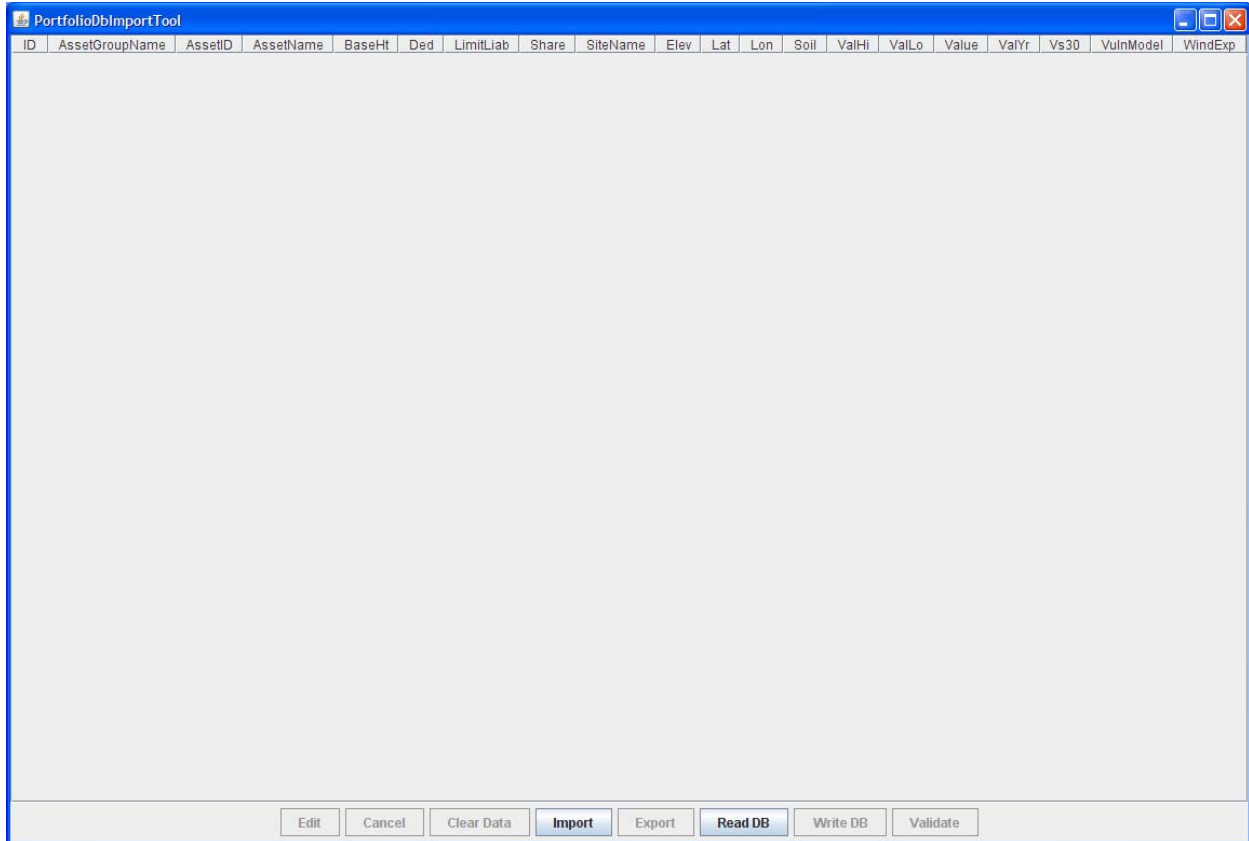 PortfolioDbImportTool
ID AssetGroupName AssetID AssetName BaseHt Ded LimitLiab Share SiteName Elev Lat Lon Soil ValHi ValLo Value ValYr Vs30 VulnModel WindExp
Edit Cancel Clear Data Import Export Read DB Write DB Validate